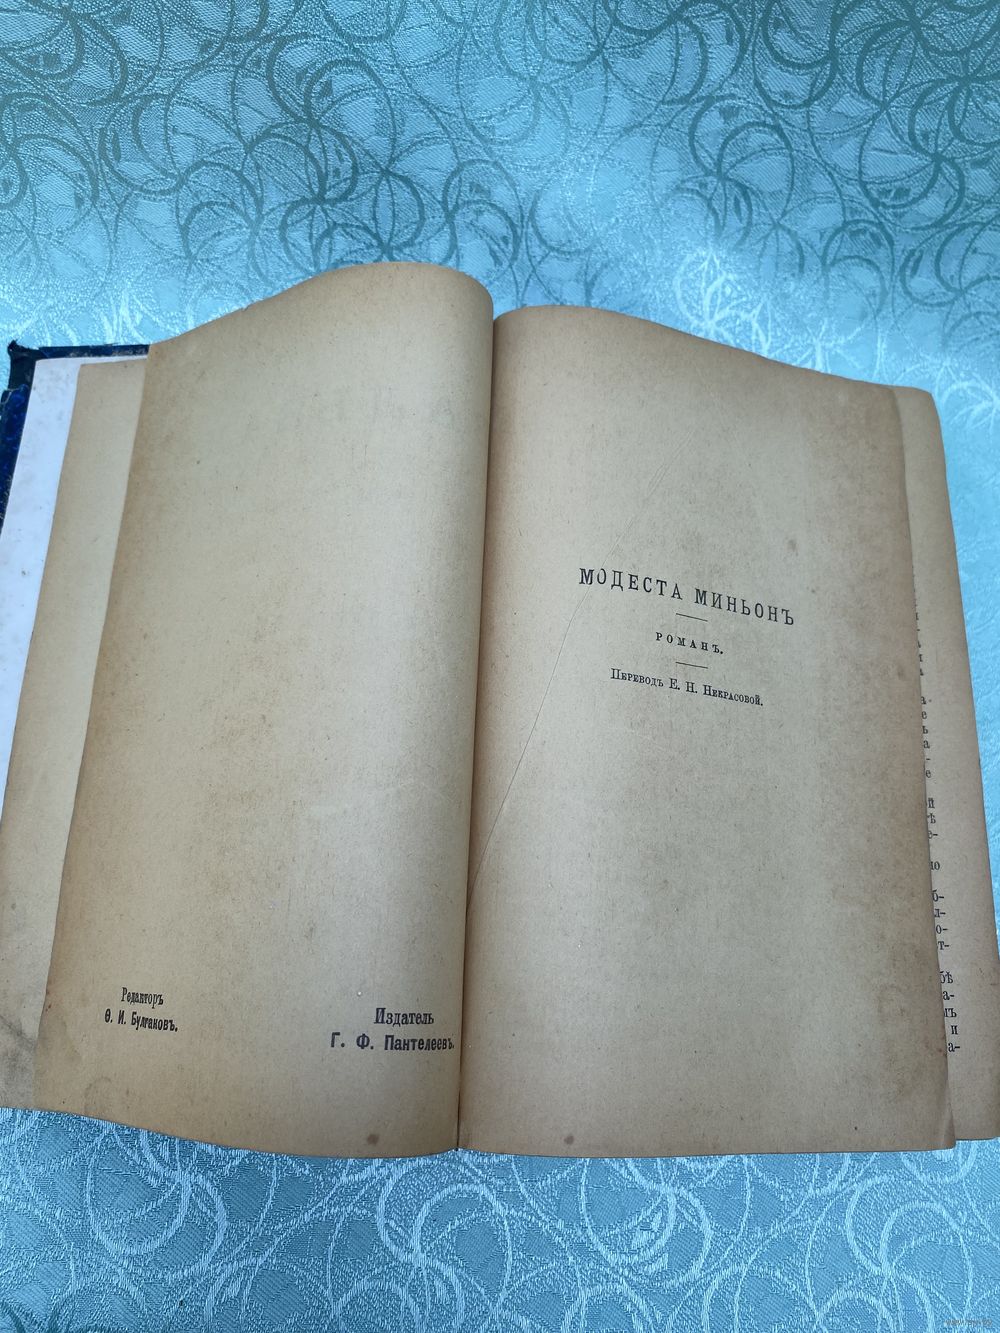 Редакторъ
Ѳ. И. Булгаковъ.
Издатель
Г. Ф. Пантелеевъ.
МОДЕСТА МИНЬОНЪ
РОМАНЪ.
Переводъ Е. Н. Некрасовой.